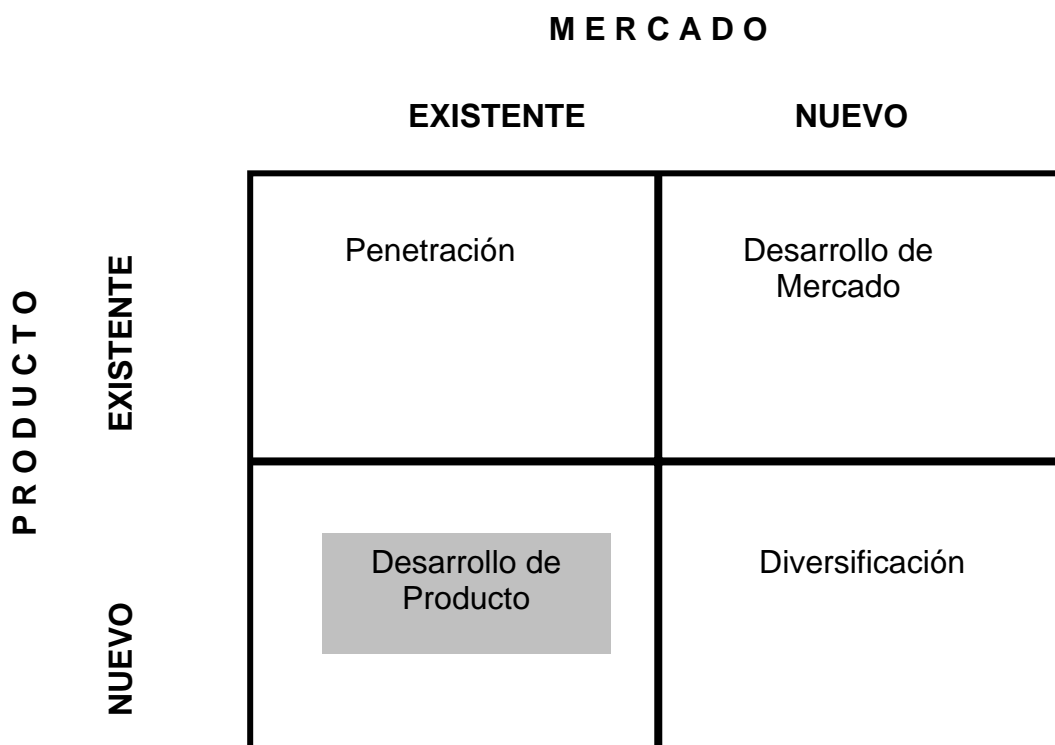 M E R C A D O
EXISTENTE NUEVO
P R O D U C T O
EXISTENTE
Penetración
Desarrollo de
Mercado
NUEVO
Desarrollo de
Producto
Diversificación